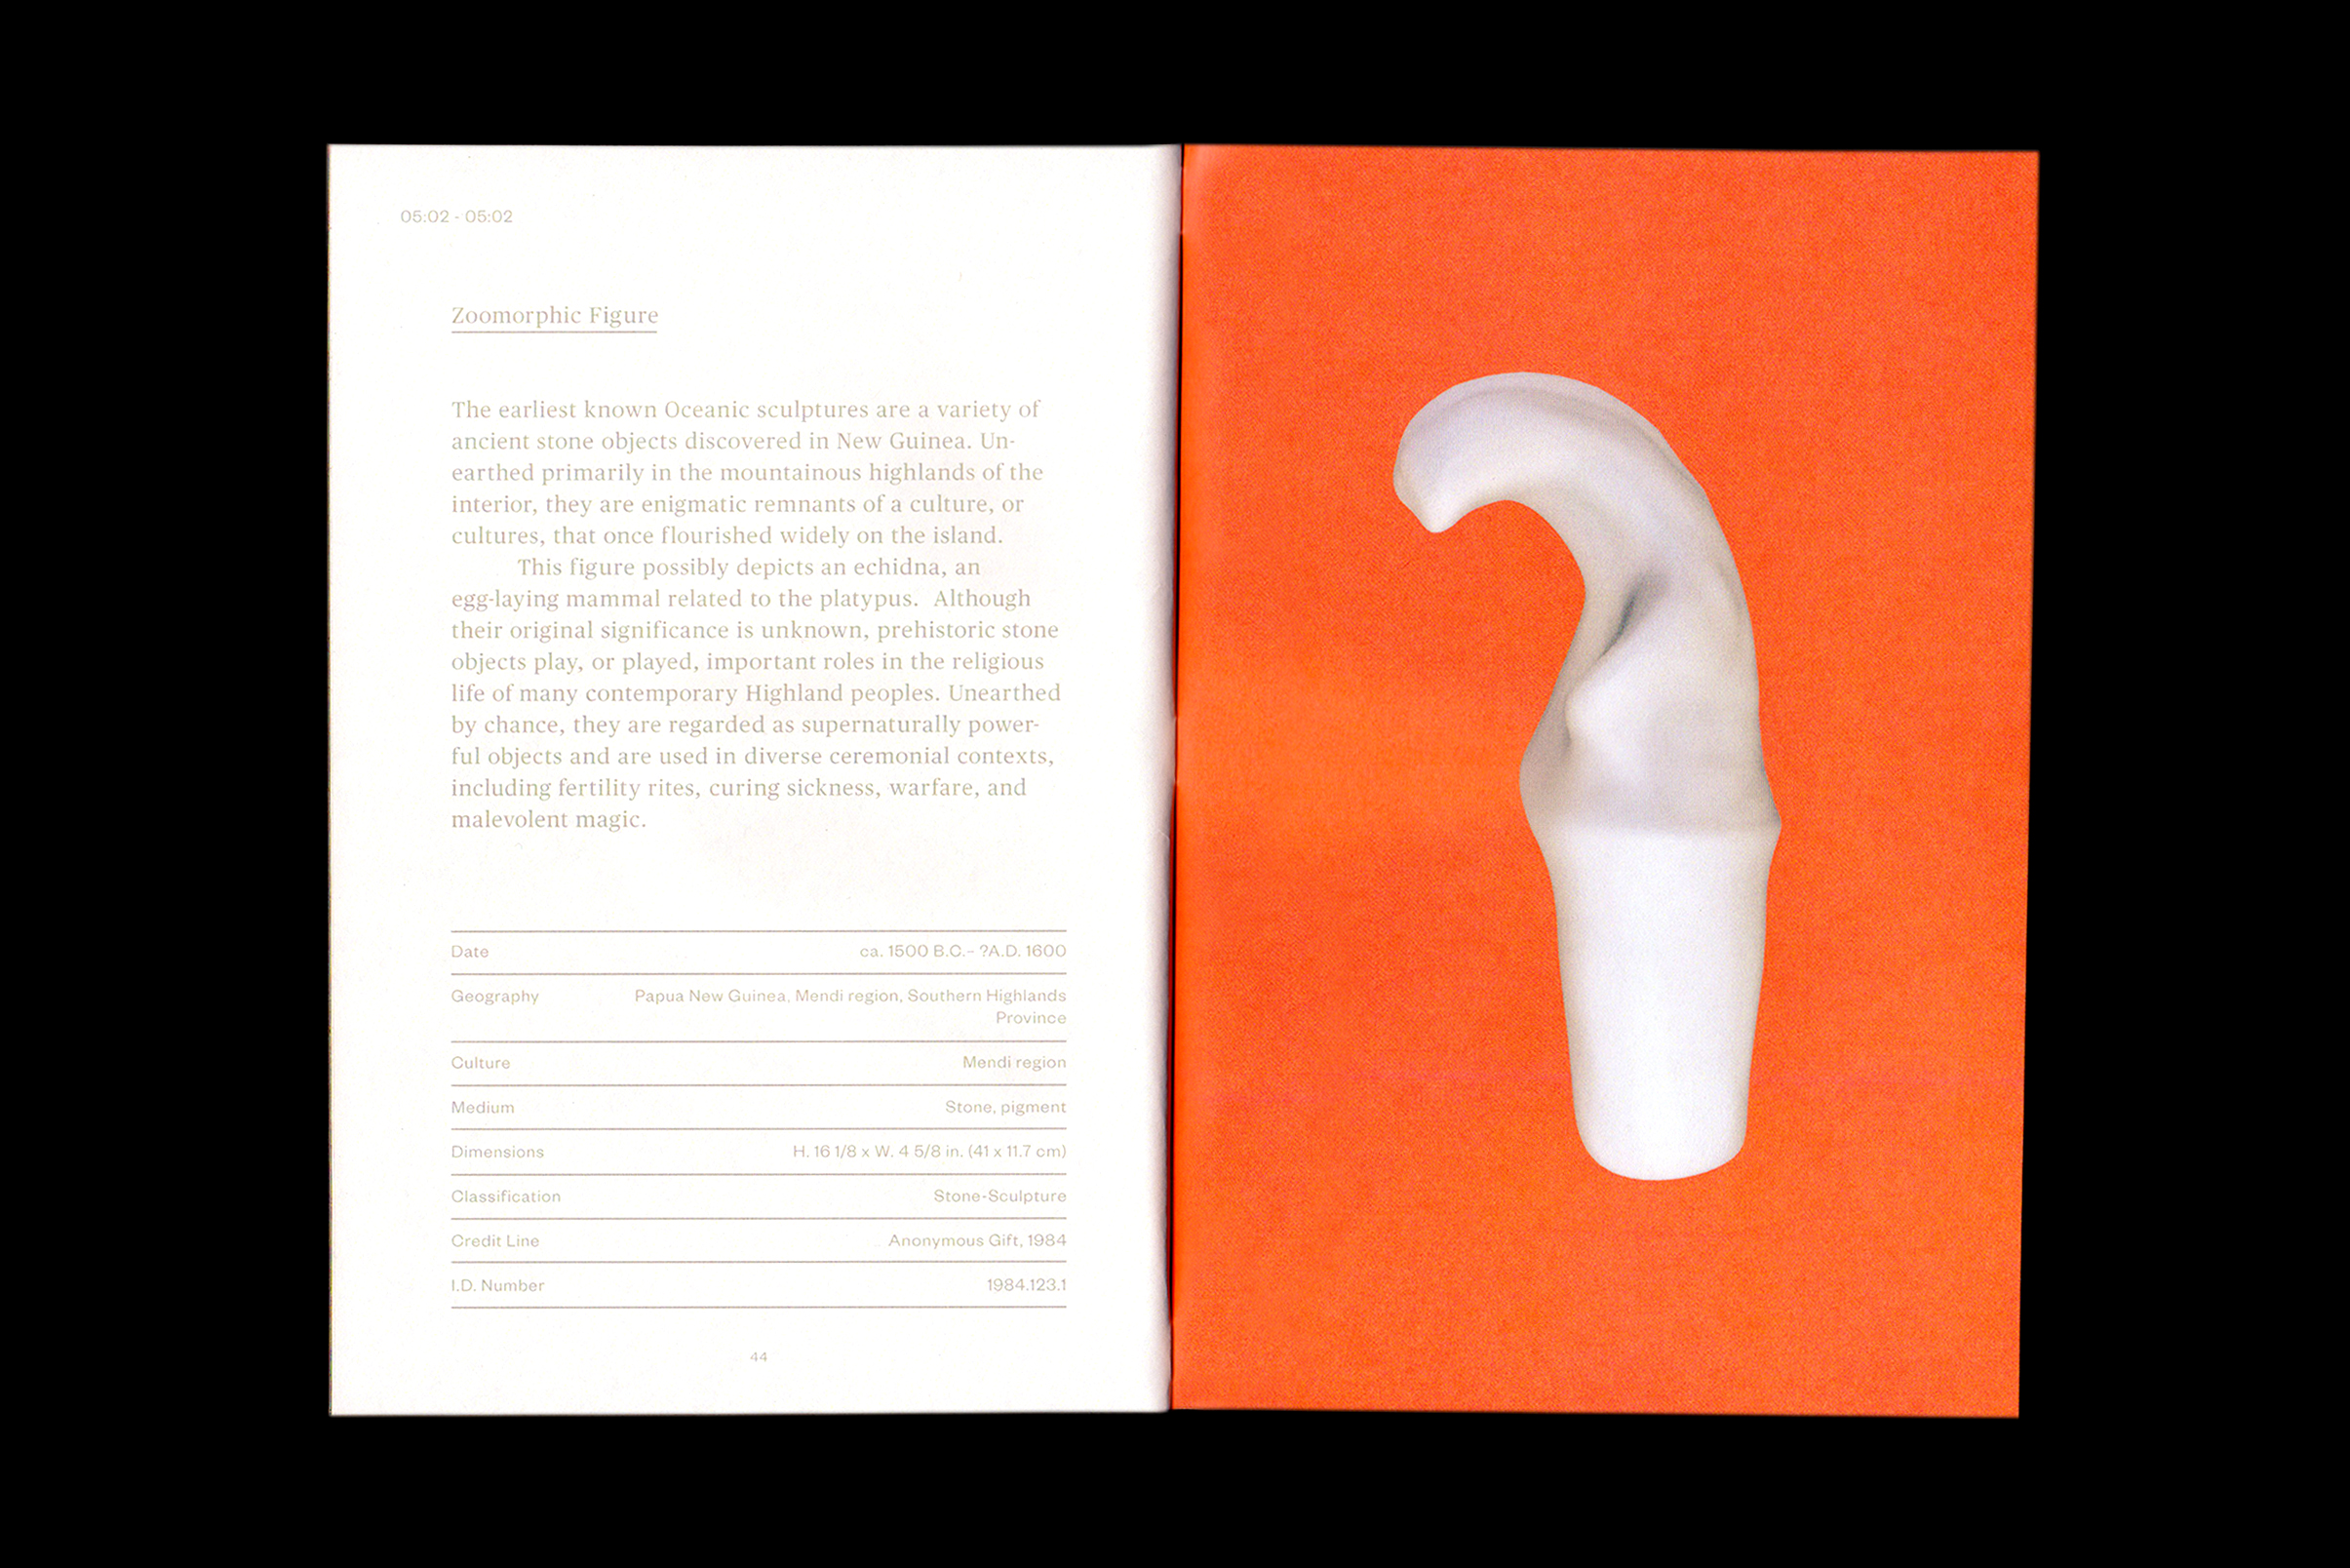 05:02 - 05:02
Zoomorphic Figure
The earliest known Oceanic sculptures are a variety of
ancient stone objects discovered in New Guinea. Un-
earthed primarily in the mountainous highlands of the
interior, they are enigmatic remnants of a culture, or
cultures, that once flourished widely on the island.
This figure possibly depicts an echidna, an
egg-laying mammal related to the platypus.  Although
their original significance is unknown, prehistoric stone
objects play, or played, important roles in the religious
life of many contemporary Highland peoples. Unearthed
by chance, they are regarded as supernaturally power-
ful objects and are used in diverse ceremonial contexts,
including fertility rites, curing sickness, warfare, and
malevolent magic.
Date ca. 1500 B.C.– ?A.D. 1600
Geography Papua New Guinea, Mendi region, Southern Highlands
Province
Culture Mendi region
Medium Stone, pigment
Dimensions H. 16 1/8 x W. 4 5/8 in. (41 x 11.7 cm)
Classification Stone-Sculpture
Credit Line Anonymous Gift, 1984
I.D. Number 1984.123.1
44